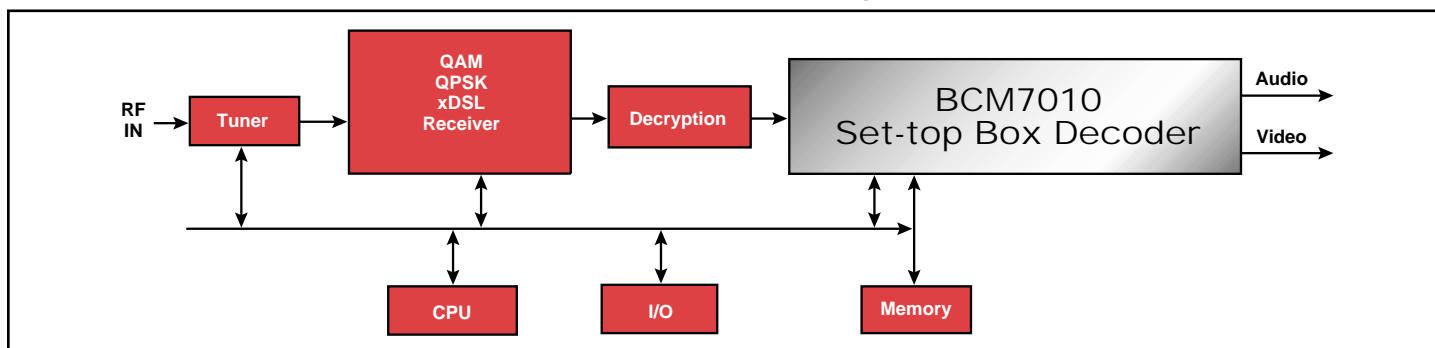 RF
IN
Tuner
QAM
QPSK
xDSL
Receiver
Decryption
BCM7010
Set-top Box Decoder
Audio
Video
CPU
I/O
Memory